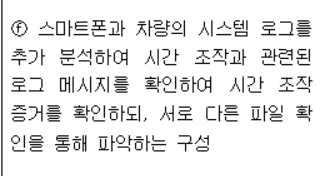 ⓕ 스마트폰과 차량의 시스템 로그를
추가 분석하여 시간 조작과 관련된
로그 메시지를 확인하여 시간 조작
증거를 확인하되, 서로 다른 파일 확
인을 통해 파악하는 구성